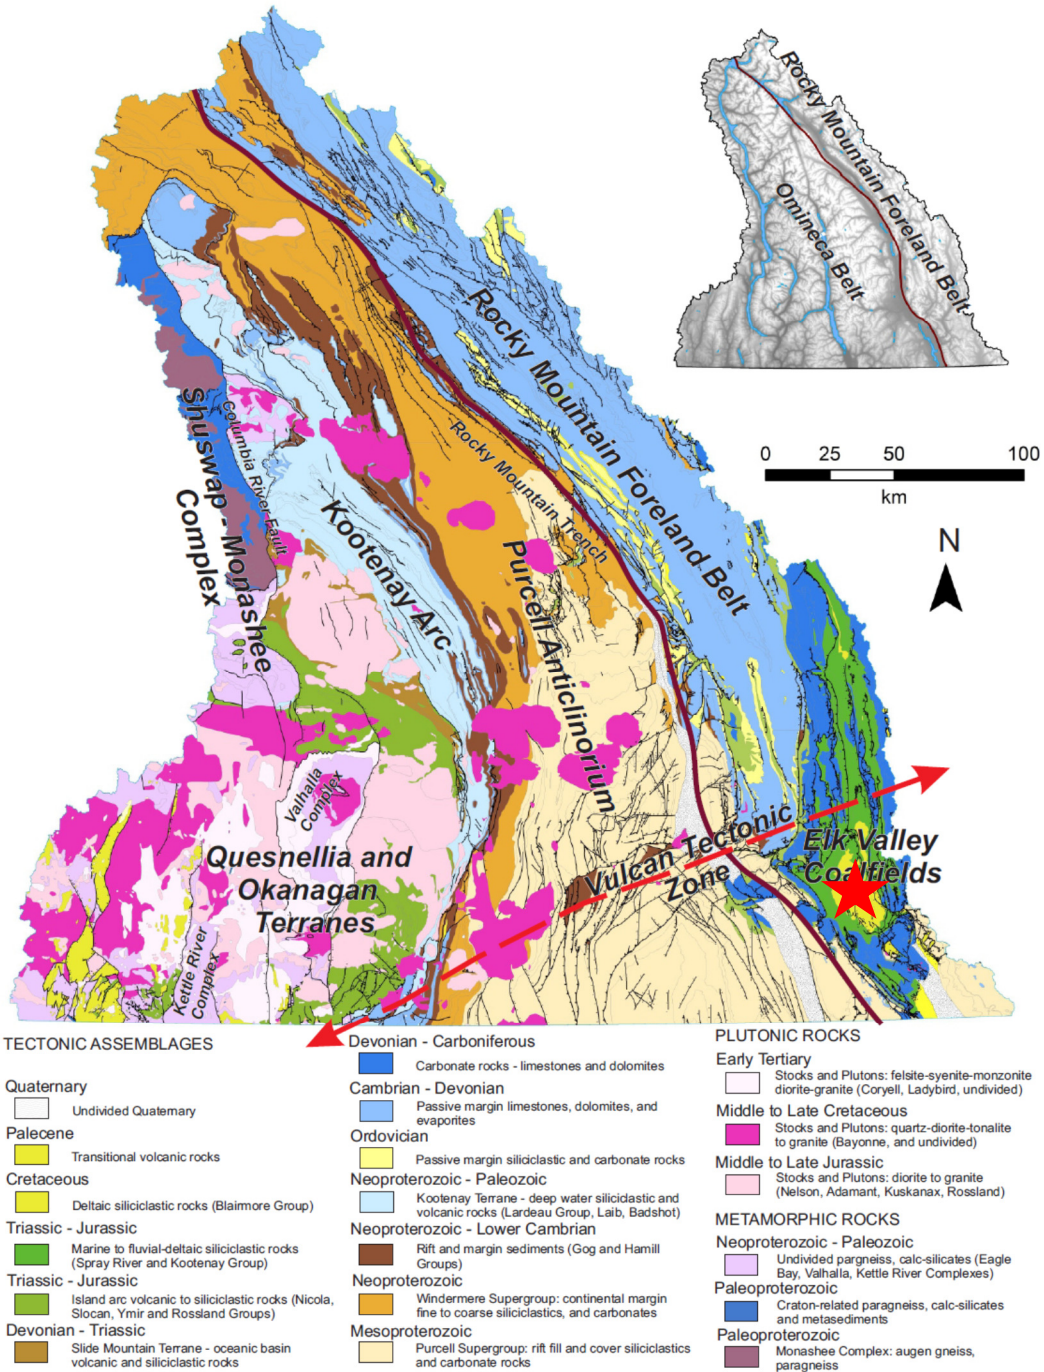 Rocky Mountain Foreland Belt
Omineca Belt
0 25 50 100
km
N
Rocky Mountain Foreland Belt
Rocky Mountain Trench
Columbia River Fault
Shuswap - Monashee
Complex
Kootenay Arc
Purcell Anticlinorium
Valhalla
Complex
Quesnellia and
Okanagan
Terranes
Kettle River
Complex
Vulcan Tectonic
Zone
Elk Valley
Coalfields
TECTONIC ASSEMBLAGES
Quaternary
Undivided Quaternary
Palecene
Transitional volcanic rocks
Cretaceous
Deltaic siliciclastic rocks (Blairmore Group)
Triassic - Jurassic
Marine to fluvial-deltaic siliciclastic rocks
(Spray River and Kootenay Group)
Triassic - Jurassic
Island arc volcanic to siliciclastic rocks (Nicola,
Slocan, Ymir and Rossland Groups)
Devonian - Triassic
Slide Mountain Terrane - oceanic basin
volcanic and siliciclastic rocks
Devonian - Carboniferous
Carbonate rocks - limestones and dolomites
Cambrian - Devonian
Passive margin limestones, dolomites, and
evaporites
Ordovician
Passive margin siliciclastic and carbonate rocks
Neoproterozoic - Paleozoic
Kootenay Terrane - deep water siliciclastic and
volcanic rocks (Lardeau Group, Laib, Badshot)
Neoproterozoic - Lower Cambrian
Rift and margin sediments (Gog and Hamill
Groups)
Neoproterozoic
Windermere Supergroup: continental margin
fine to coarse siliciclastics, and carbonates
Mesoproterozoic
Purcell Supergroup: rift fill and cover siliciclastics
and carbonate rocks
PLUTONIC ROCKS
Early Tertiary
Stocks and Plutons: felsite-syenite-monzonite
diorite-granite (Coryell, Ladybird, undivided)
Middle to Late Cretaceous
Stocks and Plutons: quartz-diorite-tonalite
to granite (Bayonne, and undivided)
Middle to Late Jurassic
Stocks and Plutons: diorite to granite
(Nelson, Adamant, Kuskanax, Rossland)
METAMORPHIC ROCKS
Neoproterozoic - Paleozoic
Undivided pargneiss, calc-silicates (Eagle
Bay, Valhalla, Kettle River Complexes)
Paleoproterozoic
Craton-related paragneiss, calc-silicates
and metasediments
Paleoproterozoic
Monashee Complex: augen gneiss,
paragneiss